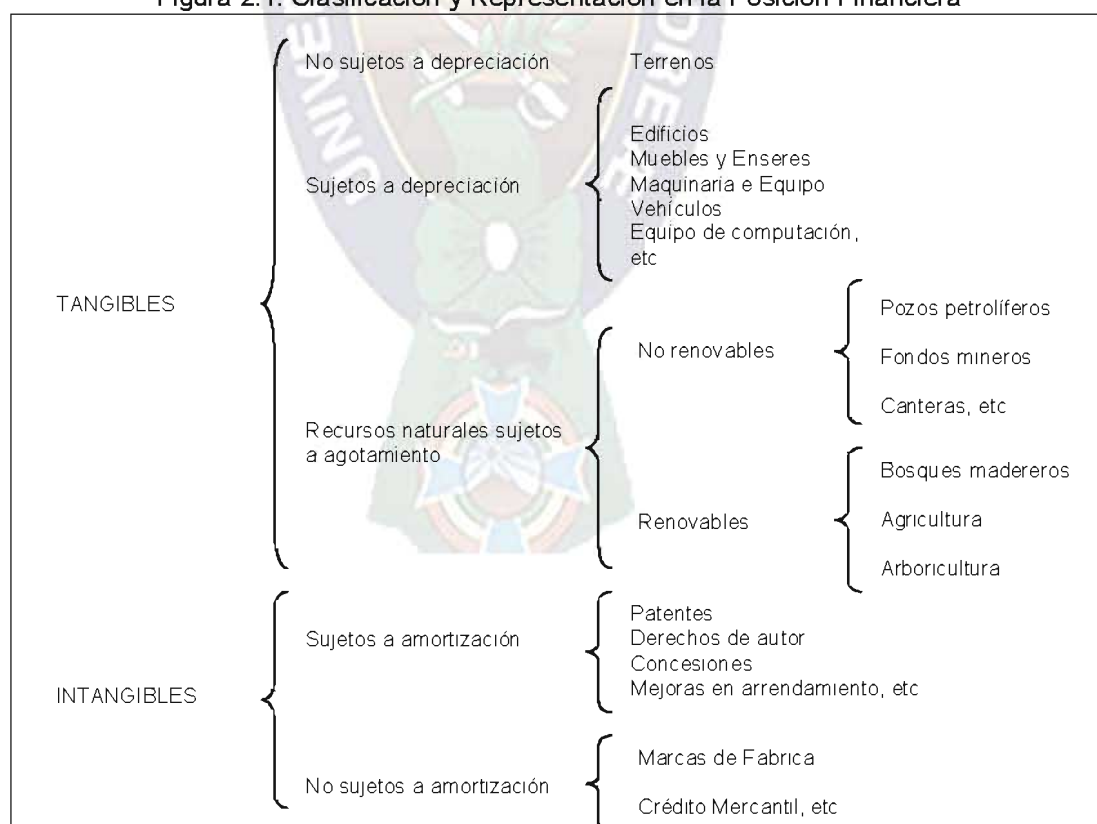 Figura 2.1. Clasificación y Representación en la Posición Financiera
No sujetos a depreciación
Terrenos
Sujetos a depreciación
Edificios
Muebles y Enseres
Maquinaria e Equipo
Vehículos
Equipo de computación,
etc
TANGIBLES
Recursos naturales sujetos
a agotamiento
No renovables
Pozos petrolíferos
Fondos mineros
Canteras, etc
Renovables
Bosques madereros
Agricultura
Arboricultura
INTANGIBLES
Sujetos a amortización
Patentes
Derechos de autor
Concesiones
Mejoras en arrendamiento, etc
No sujetos a amortización
Marcas de Fabrica
Crédito Mercantil, etc